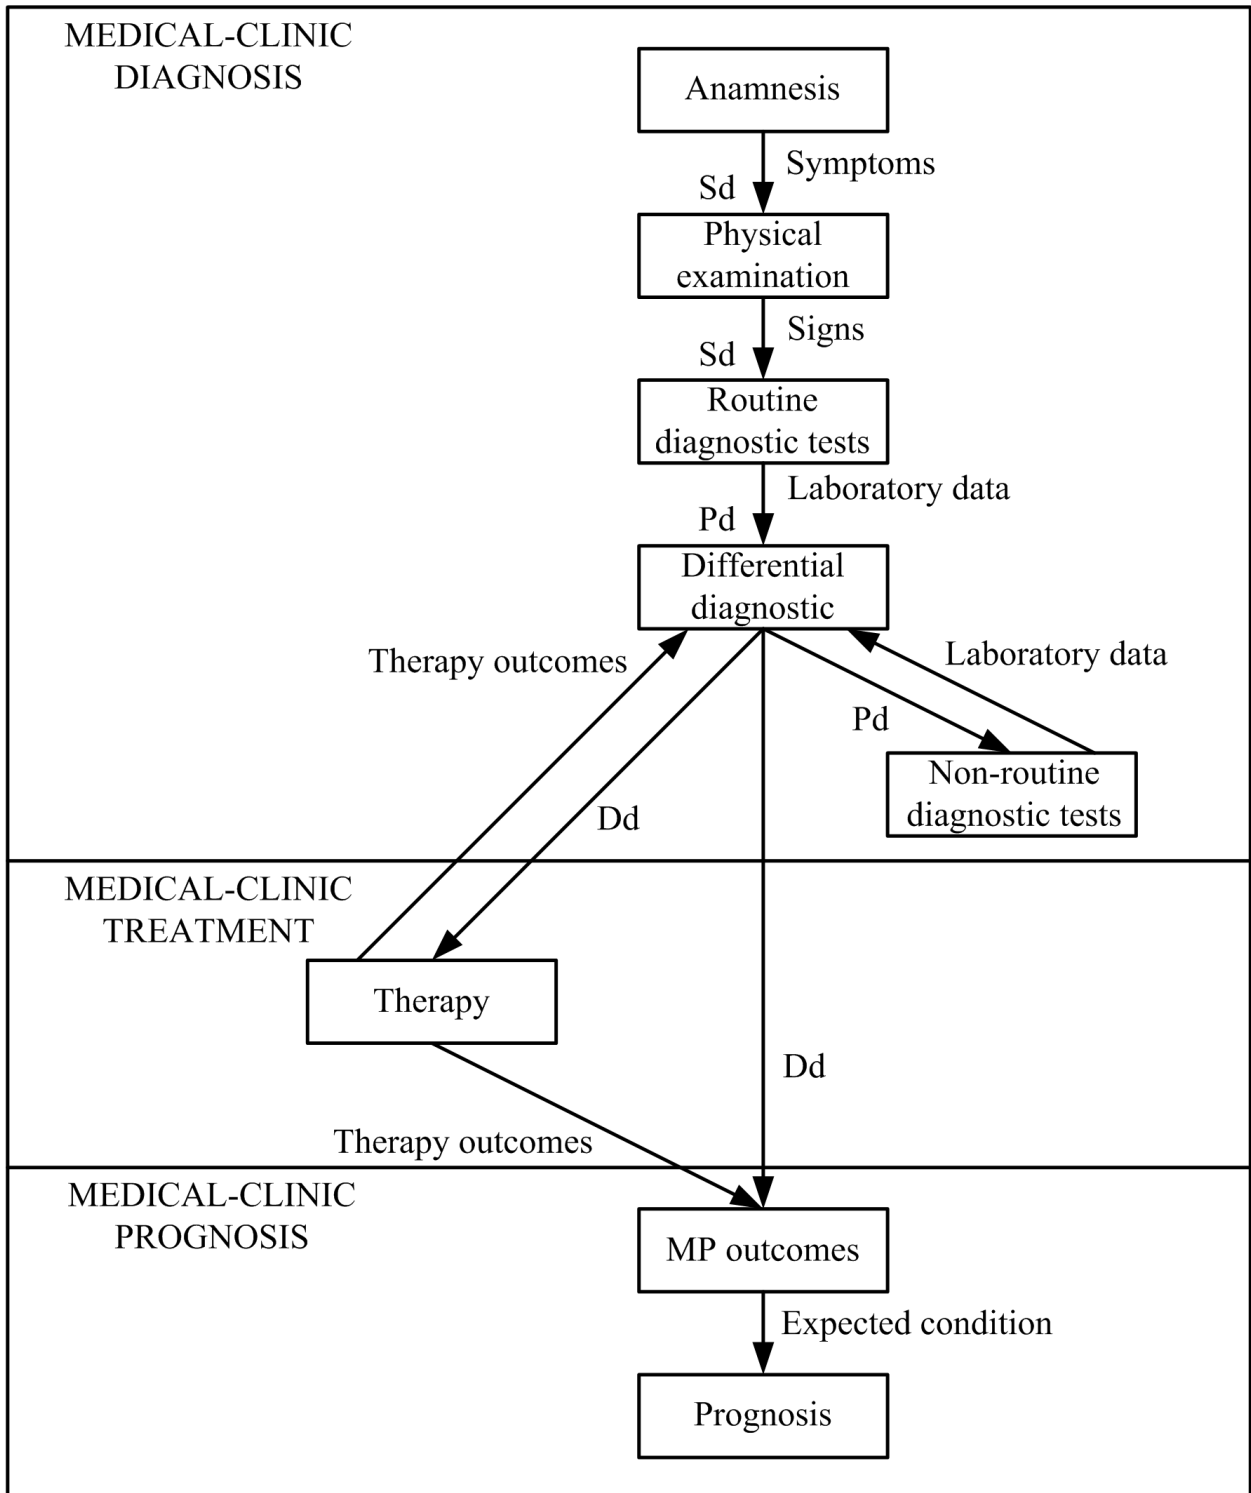 MEDICAL-CLINIC
DIAGNOSIS
Anamnesis
Symptoms
Sd
Physical
examination
Signs
Sd
Routine
diagnostic tests
Laboratory data
Pd
Differential
diagnostic
Therapy outcomes
Laboratory data
Pd
Non-routine
diagnostic tests
Dd
MEDICAL-CLINIC
TREATMENT
Therapy
Dd
Therapy outcomes
MEDICAL-CLINIC
PROGNOSIS
MP outcomes
Expected condition
Prognosis